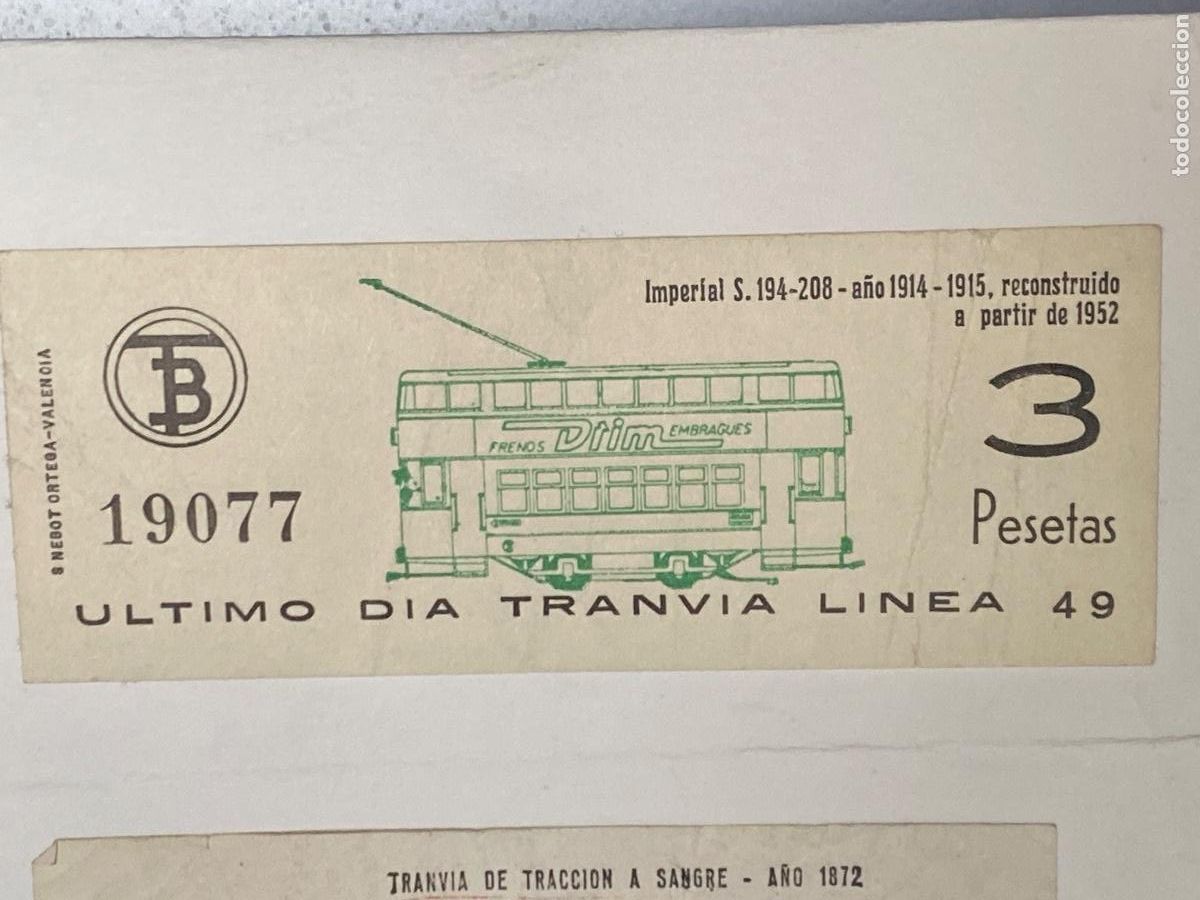 todocoleccion
Imperial S. 194-208 - año 1914 - 1915, reconstruido
a partir de 1952
TB
S NEBOT ORTEGA-VALENCIA
19077
FRENOS Dtim EMBRAGUES
3
Pesetas
ULTIMO DIA TRANVIA LINEA 49
TRANVIA DE TRACCION A SANGRE - AÑO 1872